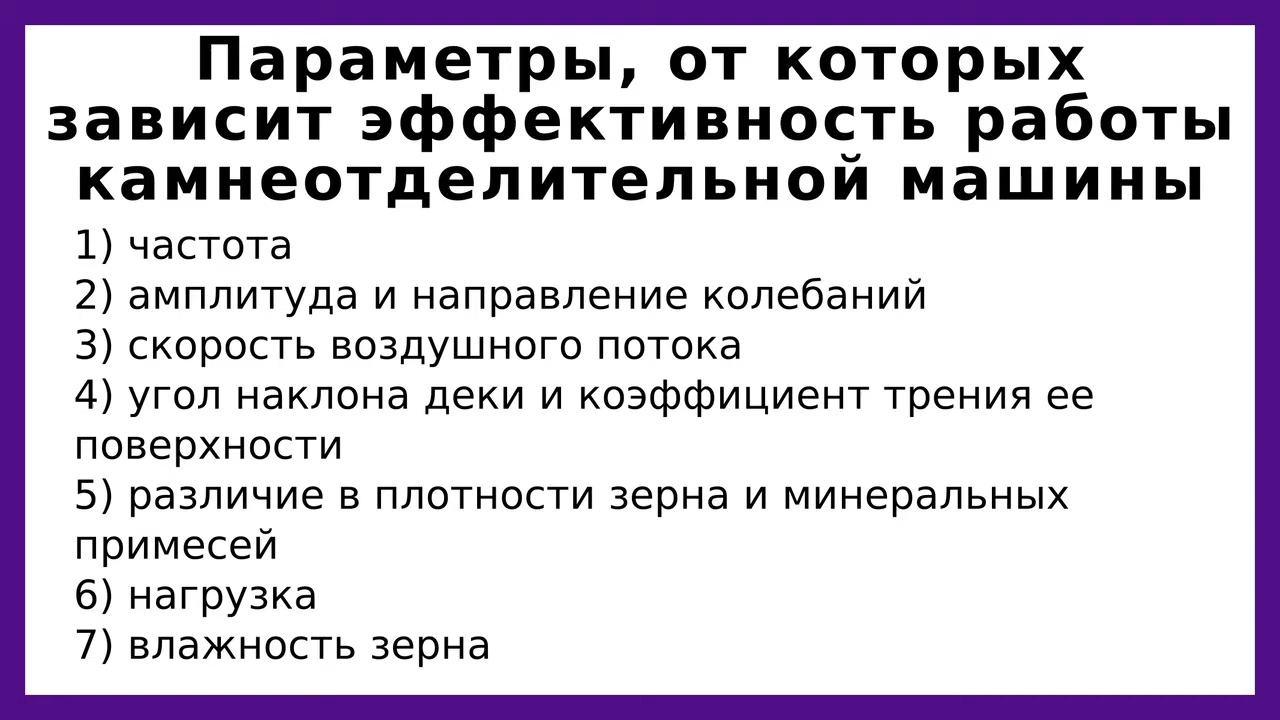 Параметры, от которых
зависит эффективность работы
камнеотделительной машины
1) частота
2) амплитуда и направление колебаний
3) скорость воздушного потока
4) угол наклона деки и коэффициент трения ее
поверхности
5) различие в плотности зерна и минеральных
примесей
6) нагрузка
7) влажность зерна